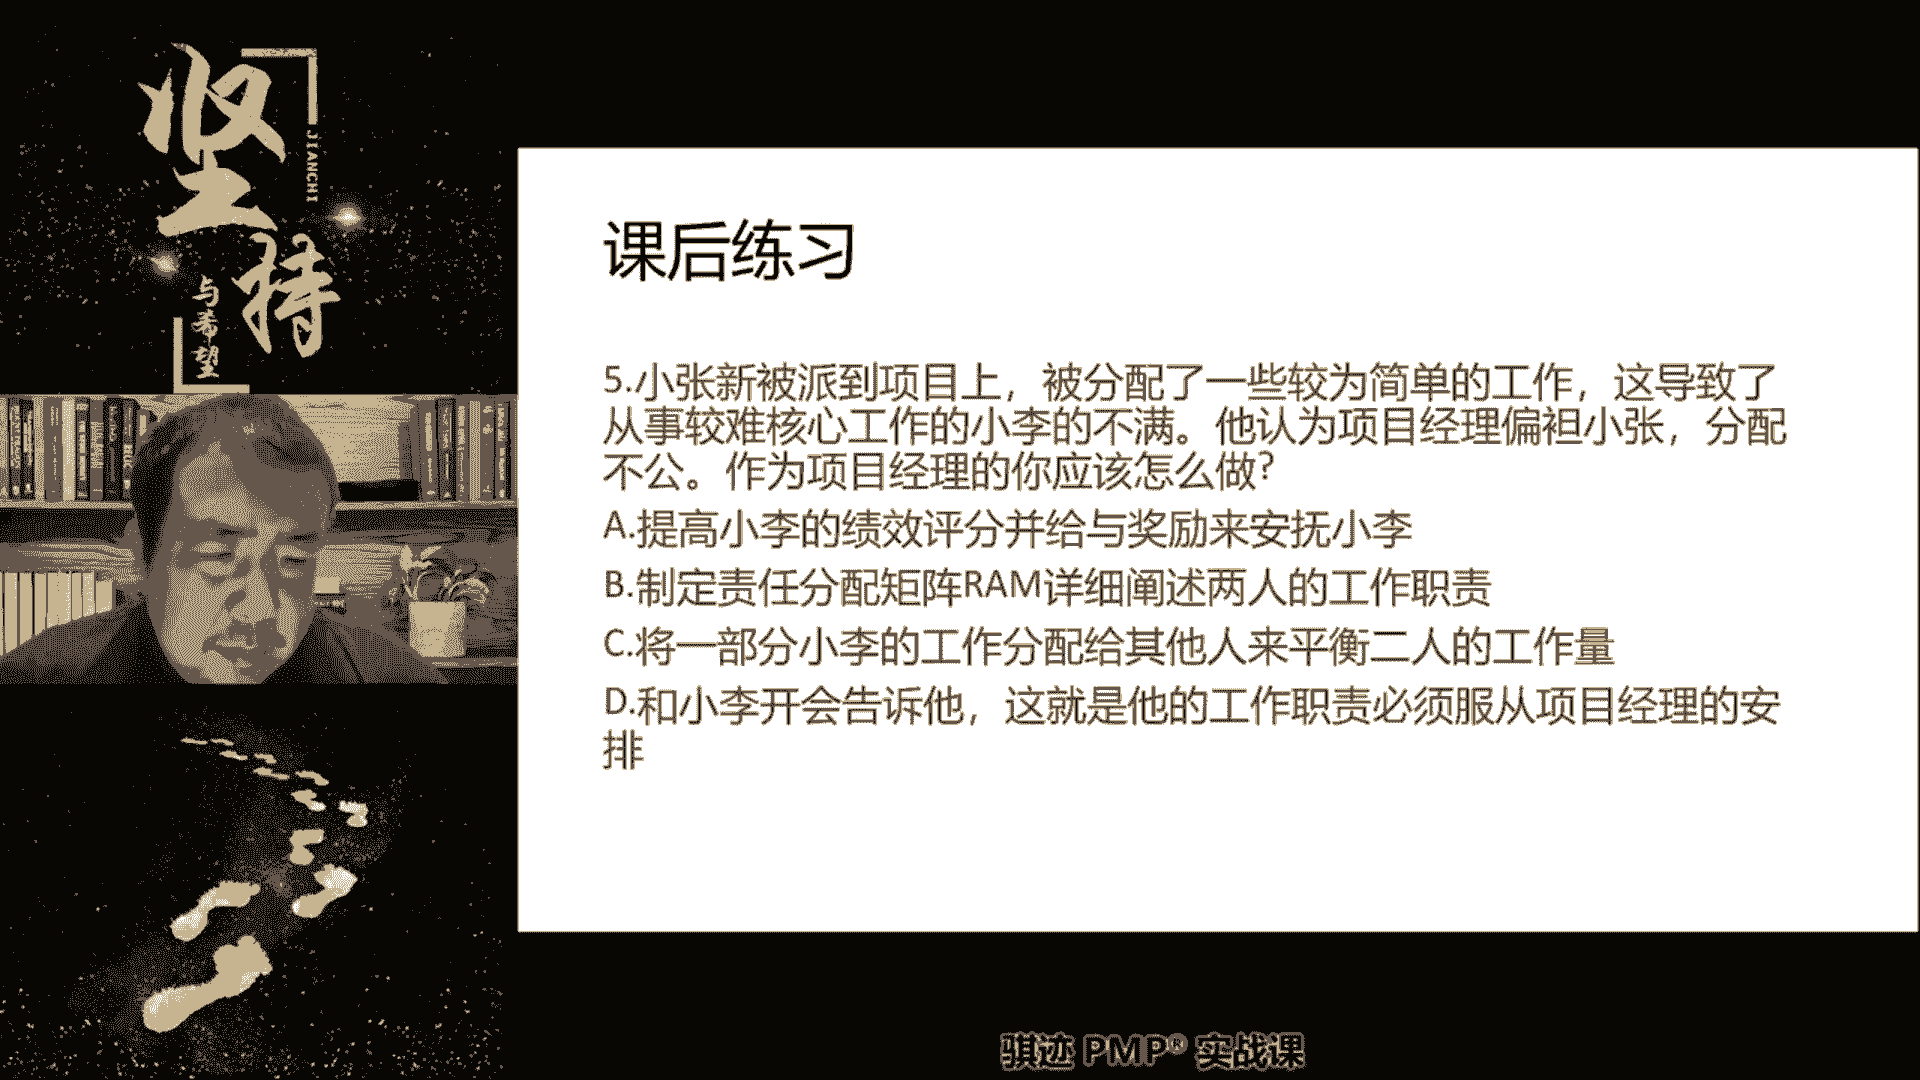 坚持
JIANCHI
与希望
课后练习
5.小张新被派到项目上，被分配了一些较为简单的工作，这导致了
从事较难核心工作的小李的不满。他认为项目经理偏袒小张，分配
不公。作为项目经理的你应该怎么做?
A.提高小李的绩效评分并给与奖励来安抚小李
B.制定责任分配矩阵RAM详细阐述两人的工作职责
C.将一部分小李的工作分配给其他人来平衡二人的工作量
D.和小李开会告诉他，这就是他的工作职责必须服从项目经理的安
排
骐迹 PMP® 实战课